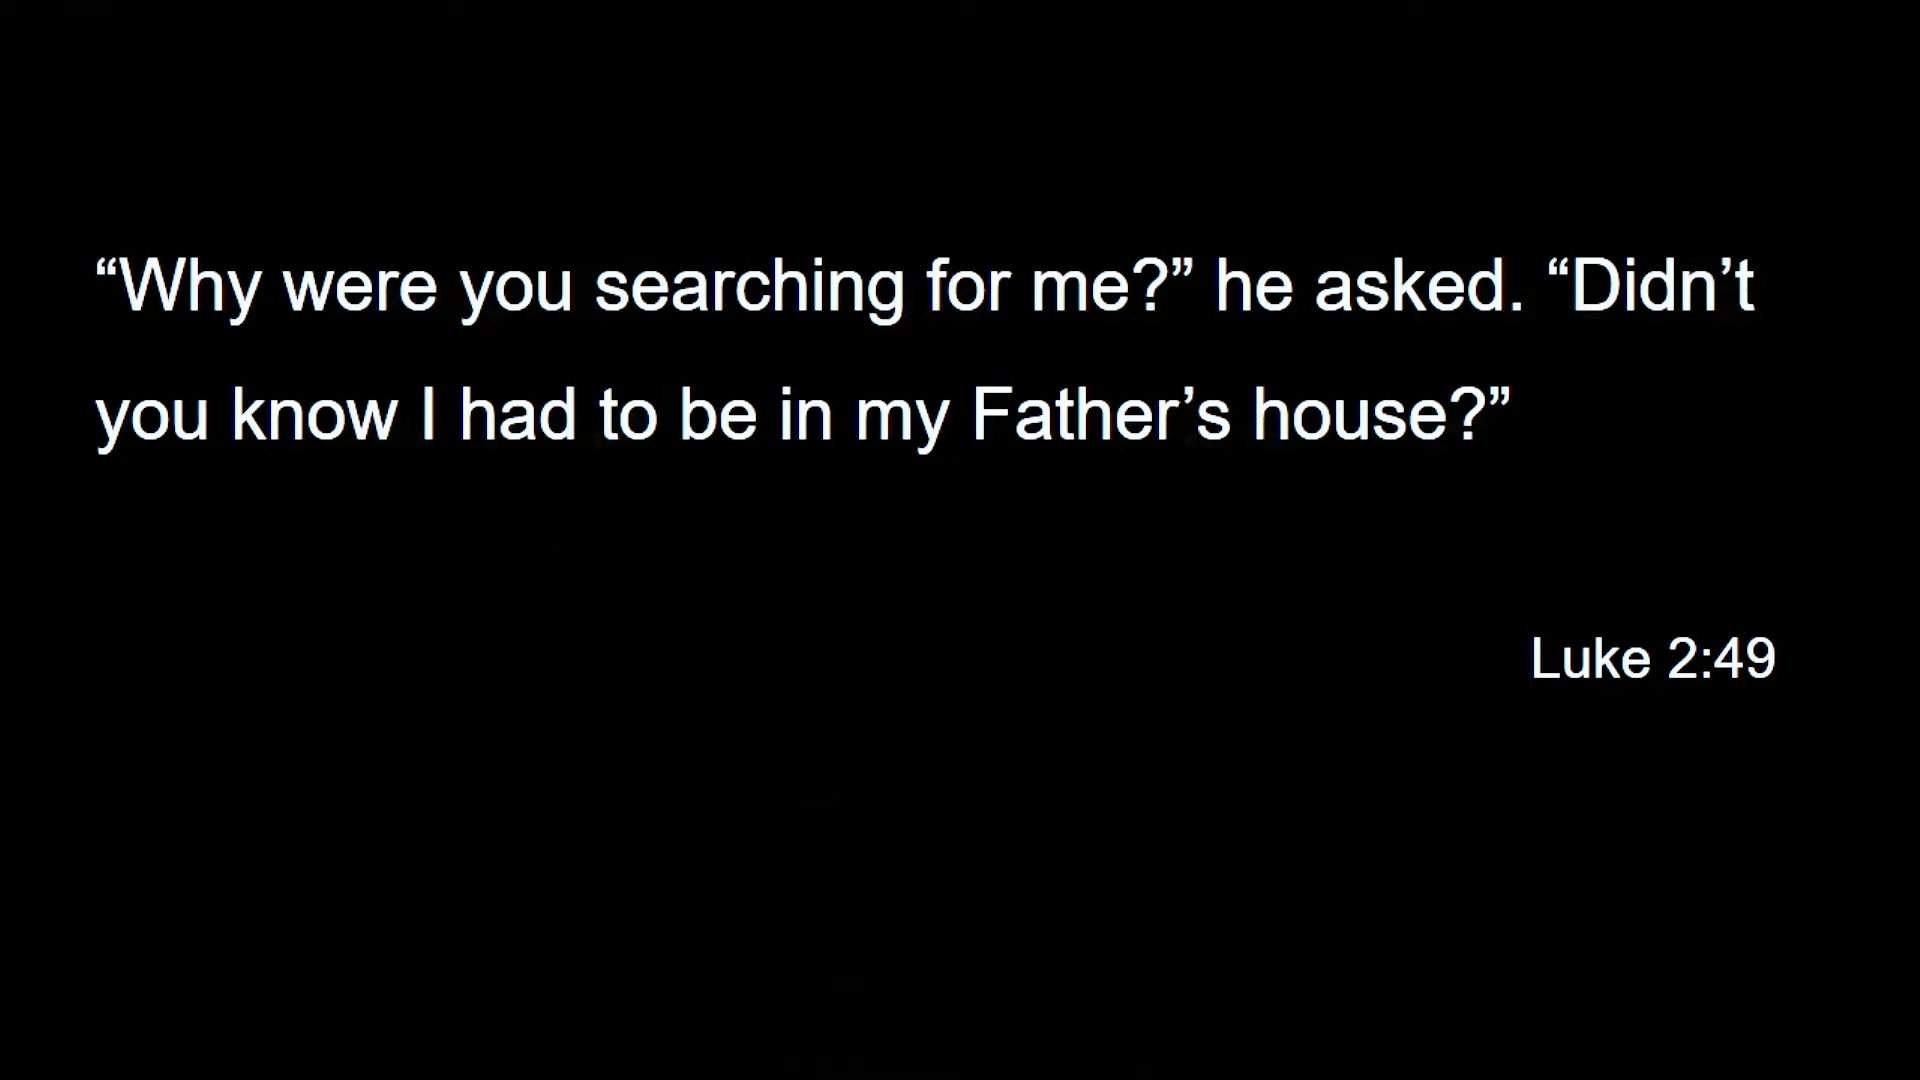 “Why were you searching for me?” he asked. “Didn’t
you know I had to be in my Father’s house?”
Luke 2:49